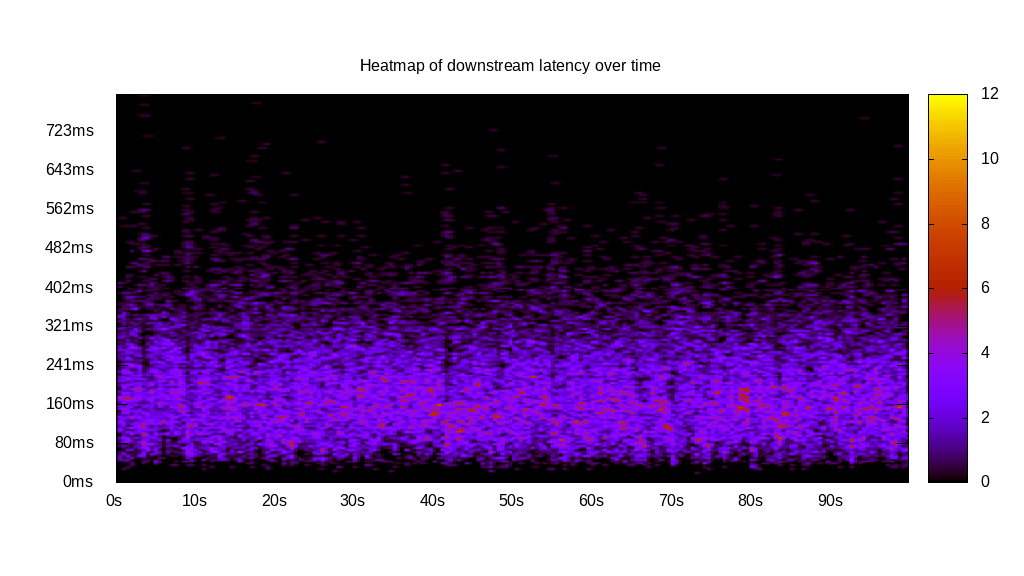 Heatmap of downstream latency over time
723ms
643ms
562ms
482ms
402ms
321ms
241ms
160ms
80ms
0ms
0s 10s 20s 30s 40s 50s 60s 70s 80s 90s
12
10
8
6
4
2
0